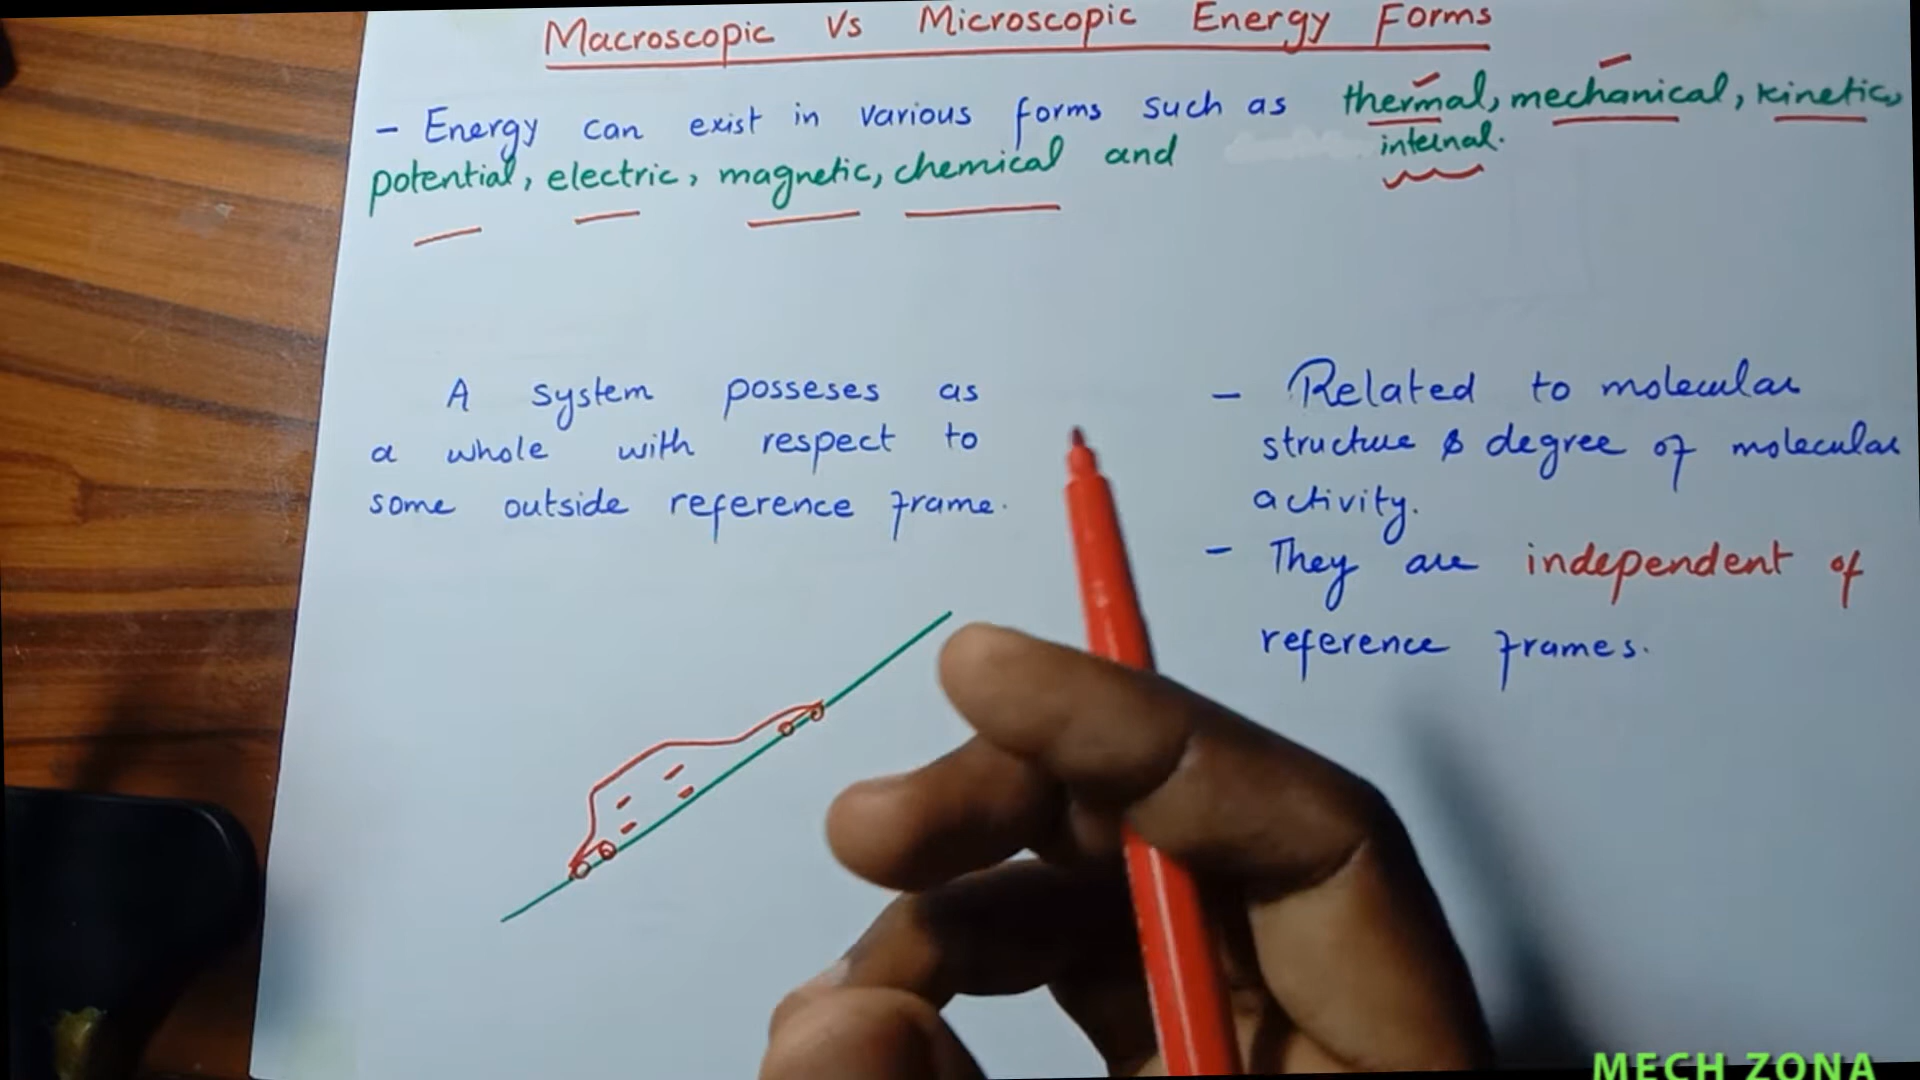 Macroscopic Vs Microscopic Energy Forms
- Energy can exist in various forms such as thermal, mechanical, kinetic,
potential, electric, magnetic, chemical and internal.
A system posseses as
a whole with respect to
some outside reference frame.
- Related to molecular
structure & degree of molecular
activity.
- They are independent of
reference frames.
MECH ZONA